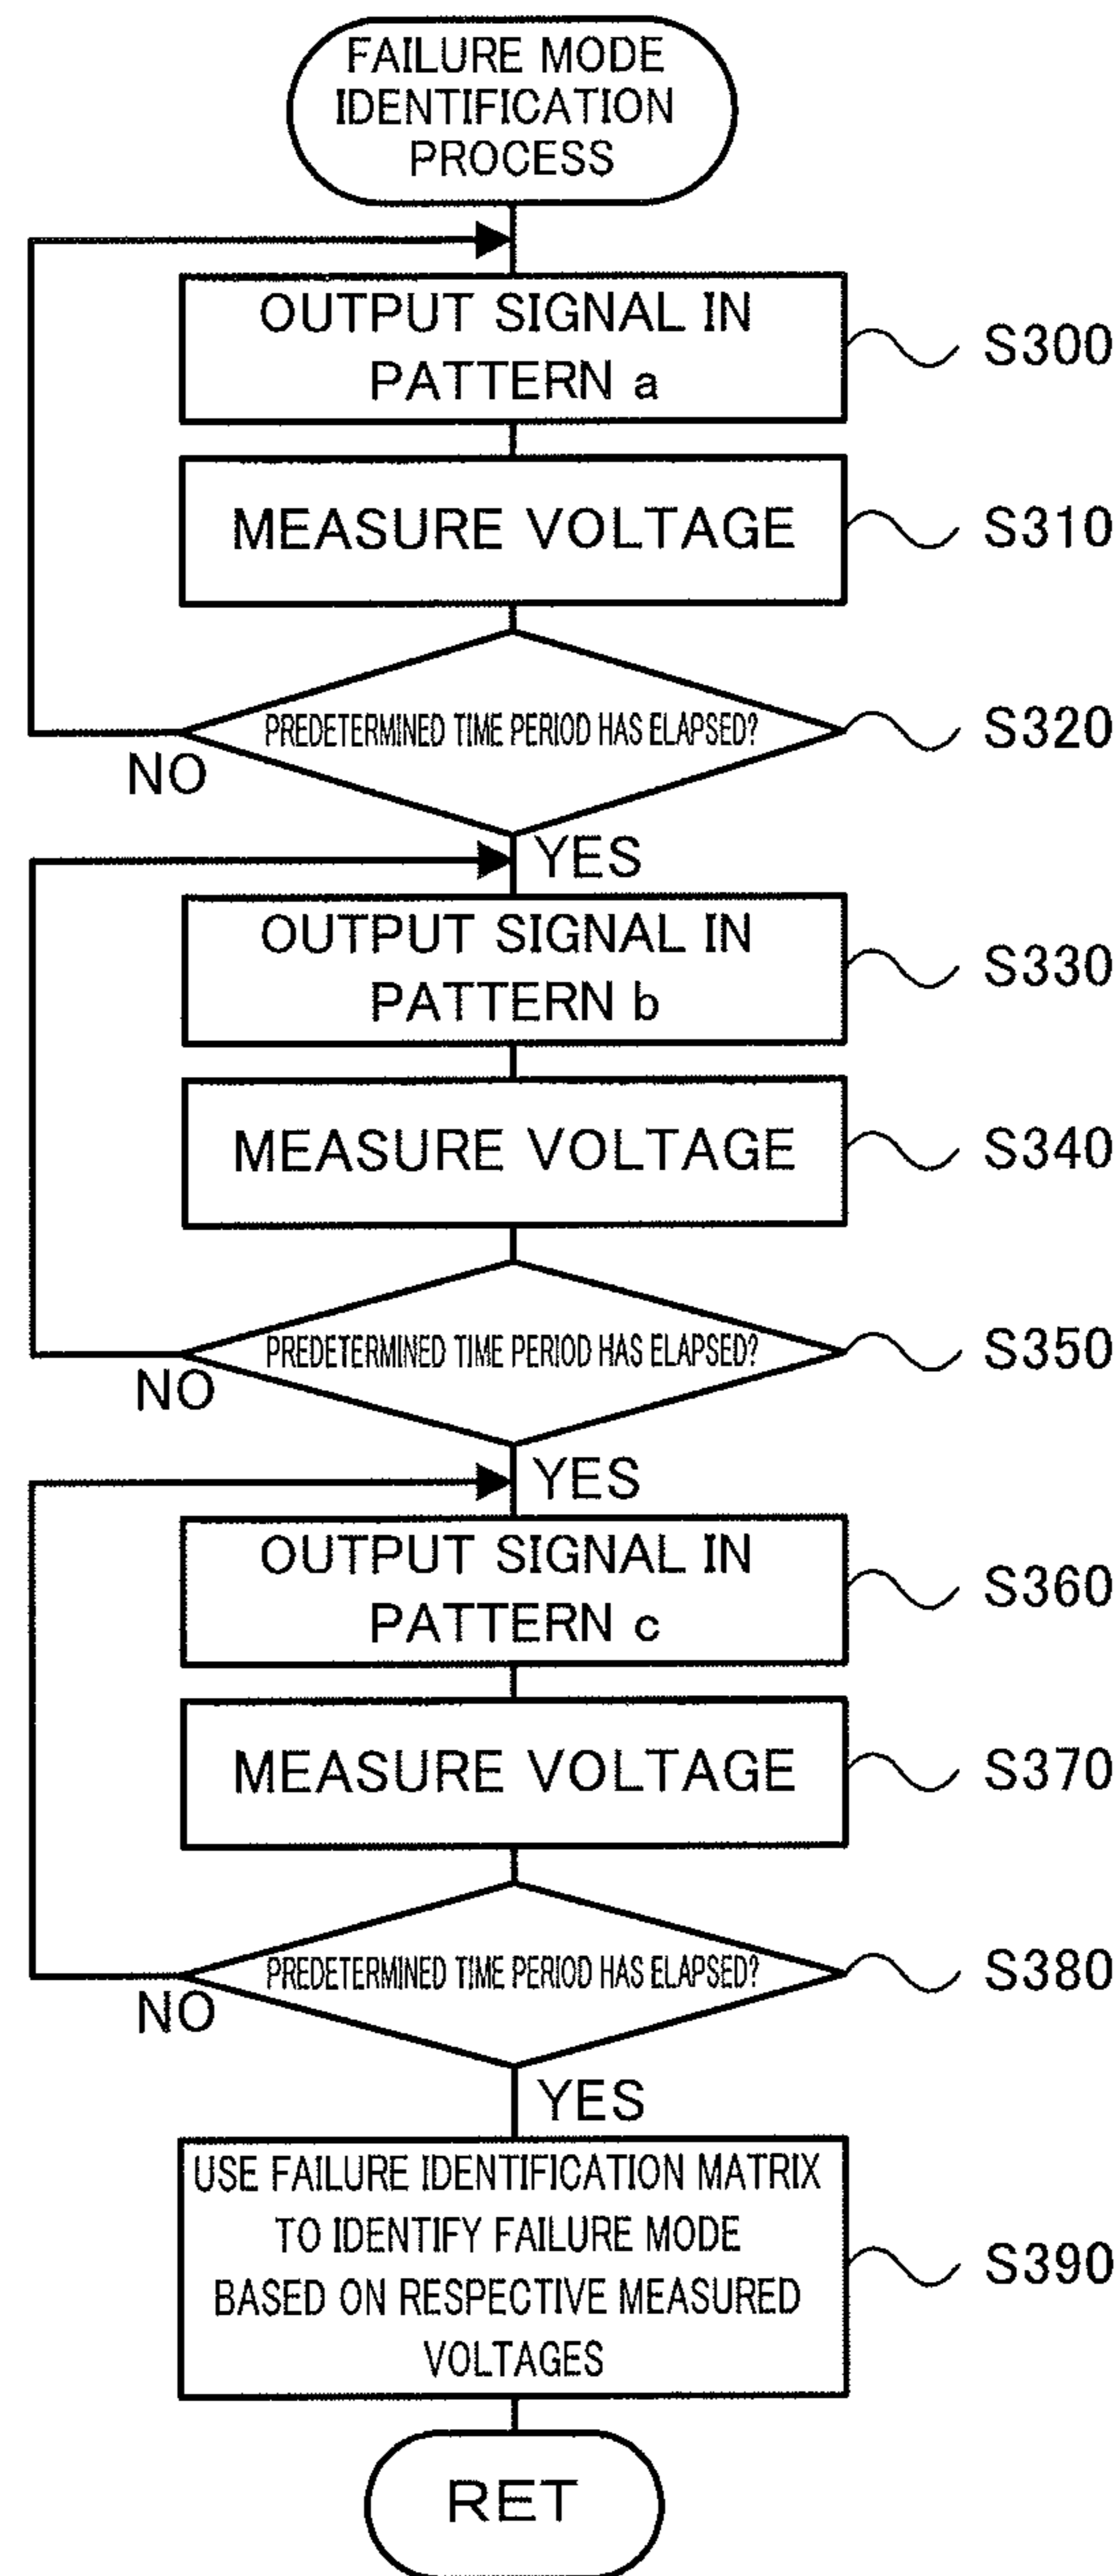 FAILURE MODE
IDENTIFICATION
PROCESS
OUTPUT SIGNAL IN
PATTERN a
S300
MEASURE VOLTAGE
S310
PREDETERMINED TIME PERIOD HAS ELAPSED?
S320
NO
YES
OUTPUT SIGNAL IN
PATTERN b
S330
MEASURE VOLTAGE
S340
PREDETERMINED TIME PERIOD HAS ELAPSED?
S350
NO
YES
OUTPUT SIGNAL IN
PATTERN c
S360
MEASURE VOLTAGE
S370
PREDETERMINED TIME PERIOD HAS ELAPSED?
S380
NO
YES
USE FAILURE IDENTIFICATION MATRIX
TO IDENTIFY FAILURE MODE
BASED ON RESPECTIVE MEASURED
VOLTAGES
S390
RET